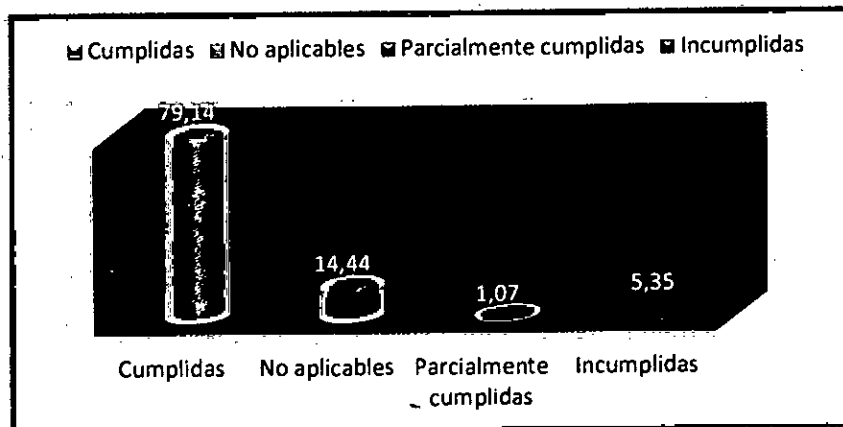 Cumplidas No aplicables Parcialmente cumplidas Incumplidas
79,14
14,44
1,07
5,35
Cumplidas No aplicables Parcialmente Incumplidas
cumplidas